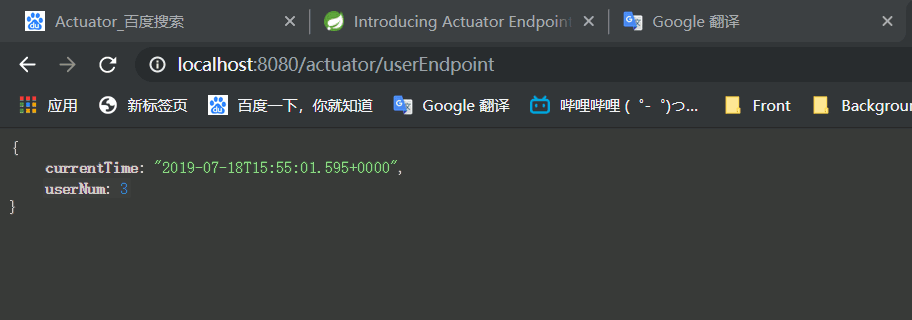 Actuator_百度搜索 Introducing Actuator Endpoint Google 翻译
localhost:8080/actuator/userEndpoint
应用 新标签页 百度一下，你就知道 Google 翻译 哔哩哔哩 (゜-゜)つ... Front Backgroun
{
currentTime: "2019-07-18T15:55:01.595+0000",
userNum: 3
}